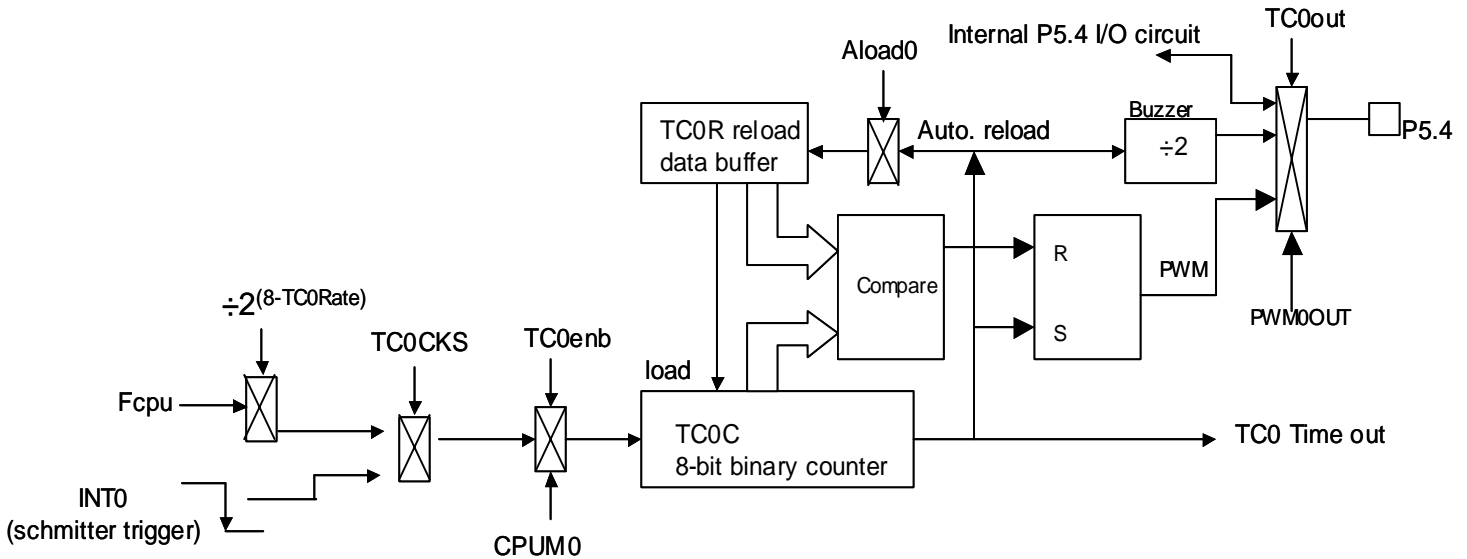 TC0out
Internal P5.4 I/O circuit
Aload0
Buzzer
TC0R reload
data buffer
Auto. reload
÷2
P5.4
R
PWM
Compare
S
PWM0OUT
÷2(8-TC0Rate)
TC0CKS
TC0enb
load
Fcpu
TC0C
8-bit binary counter
TC0 Time out
INT0
(schmitter trigger)
CPUM0